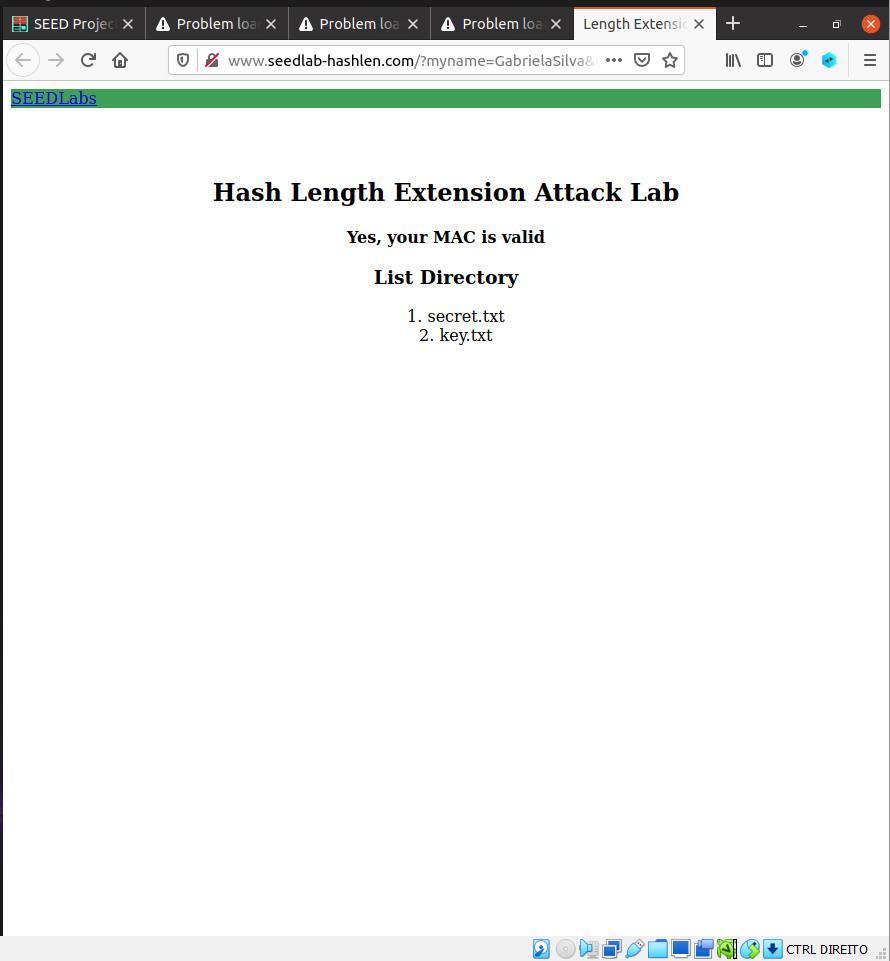 SEED Projec
Problem loa
Problem loa
Problem loa
Length Extensio
www.seedlab-hashlen.com/?myname=GabrielaSilva&
SEEDLabs
Hash Length Extension Attack Lab
Yes, your MAC is valid
List Directory
1. secret.txt
2. key.txt
CTRL DIREITO